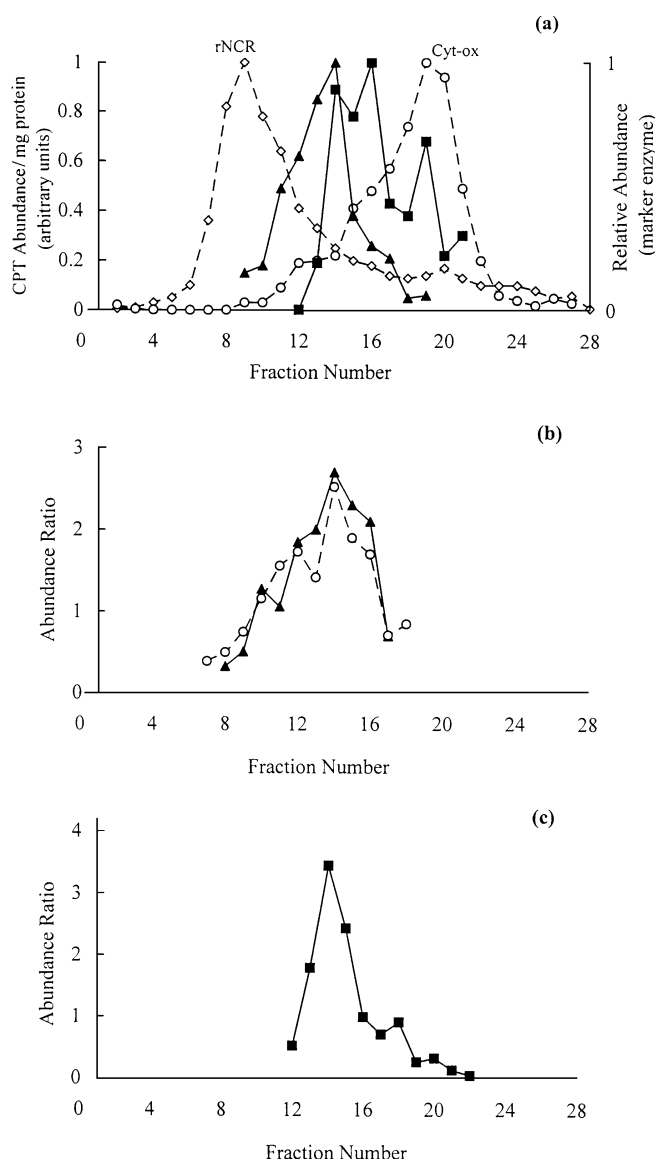 (a)
rNCR
Cyt-ox
CPT Abundance/mg protein
(arbitrary units)
1
0.8
0.6
0.4
0.2
0
1
0
Relative Abundance
(marker enzyme)
0 4 8 12 16 20 24 28
Fraction Number
(b)
Abundance Ratio
3
2
1
0
0 4 8 12 16 20 24 28
Fraction Number
(c)
Abundance Ratio
4
3
2
1
0
0 4 8 12 16 20 24 28
Fraction Number